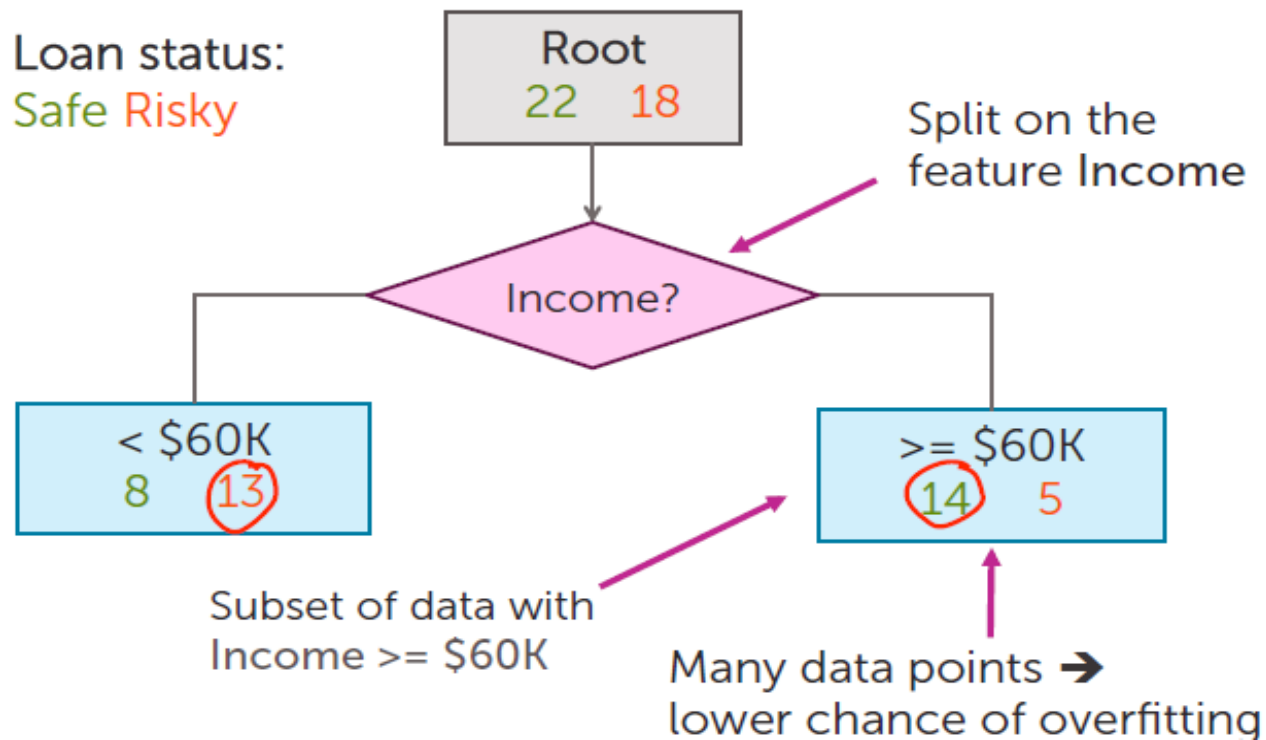 Loan status:
Safe Risky
Root
22 18
Split on the
feature Income
Income?
< $60K
8 13
>= $60K
14 5
Subset of data with
Income >= $60K
Many data points ➔
lower chance of overfitting